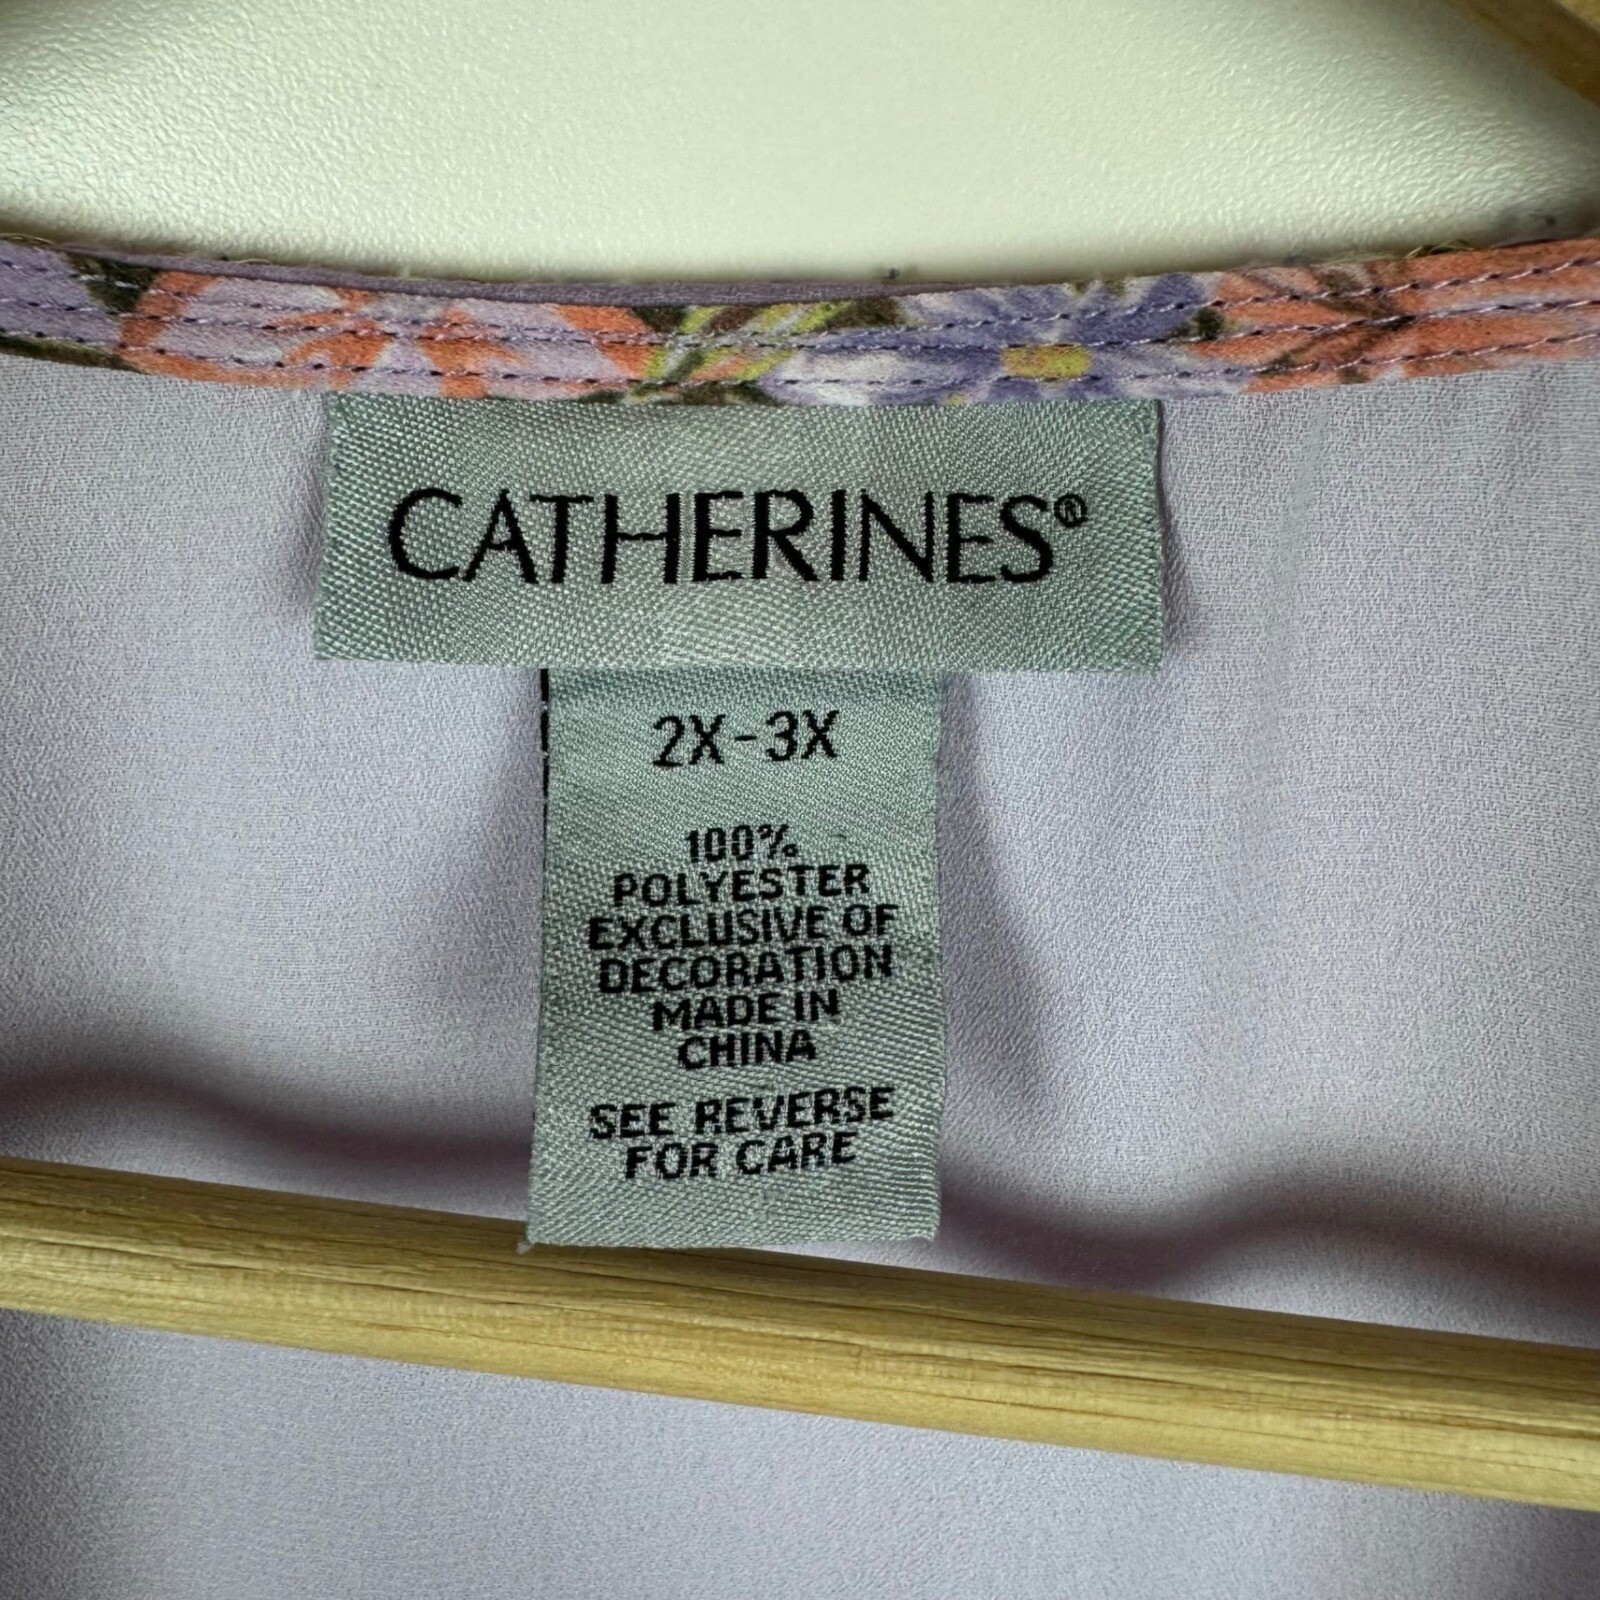 CATHERINES®
2X-3X
100%
POLYESTER
EXCLUSIVE OF
DECORATION
MADE IN
CHINA
SEE REVERSE
FOR CARE